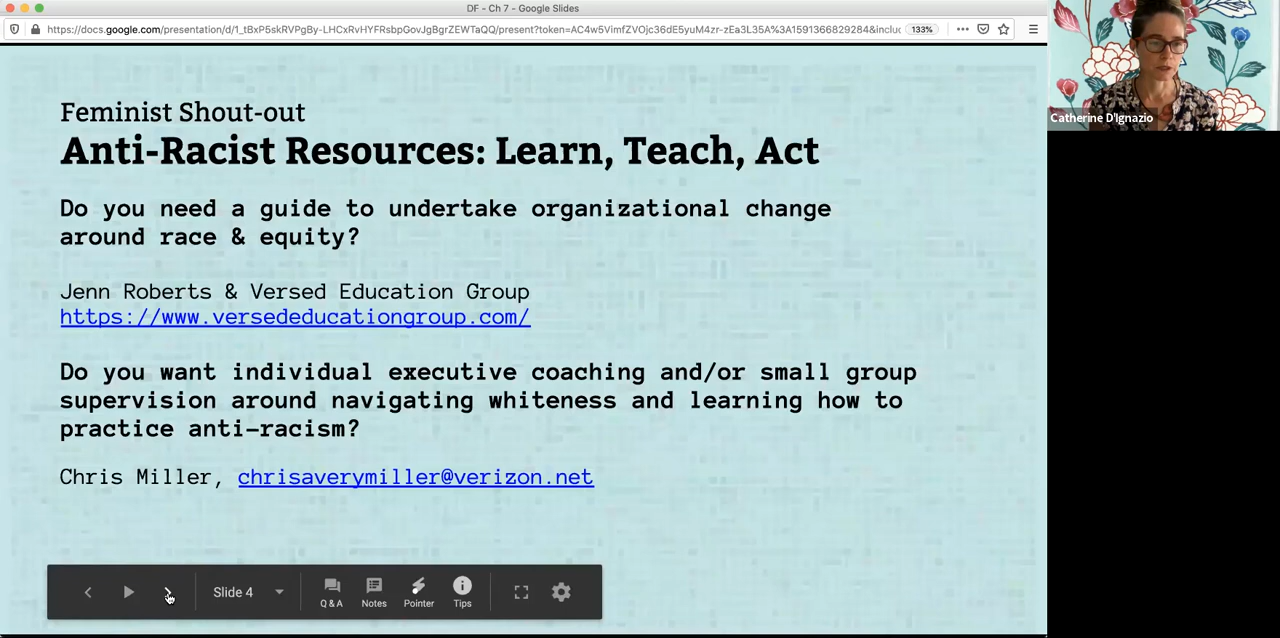 DF - Ch 7 - Google Slides
https://docs.google.com/presentation/d/1_tBxP5skRVPgBy-LHCxRvHYFRsbpGovJgBgrZEWTaQQ/present?token=AC4w5VimfZVOjc36dE5yuM4zr-zEa3L35A%3A1591366829284&inclu
133%
Catherine D'Ignazio
Feminist Shout-out
Anti-Racist Resources: Learn, Teach, Act
Do you need a guide to undertake organizational change
around race & equity?
Jenn Roberts & Versed Education Group
https://www.versededucationgroup.com/
Do you want individual executive coaching and/or small group
supervision around navigating whiteness and learning how to
practice anti-racism?
Chris Miller, chrisaverymiller@verizon.net
Slide 4
Q & A
Notes
Pointer
Tips